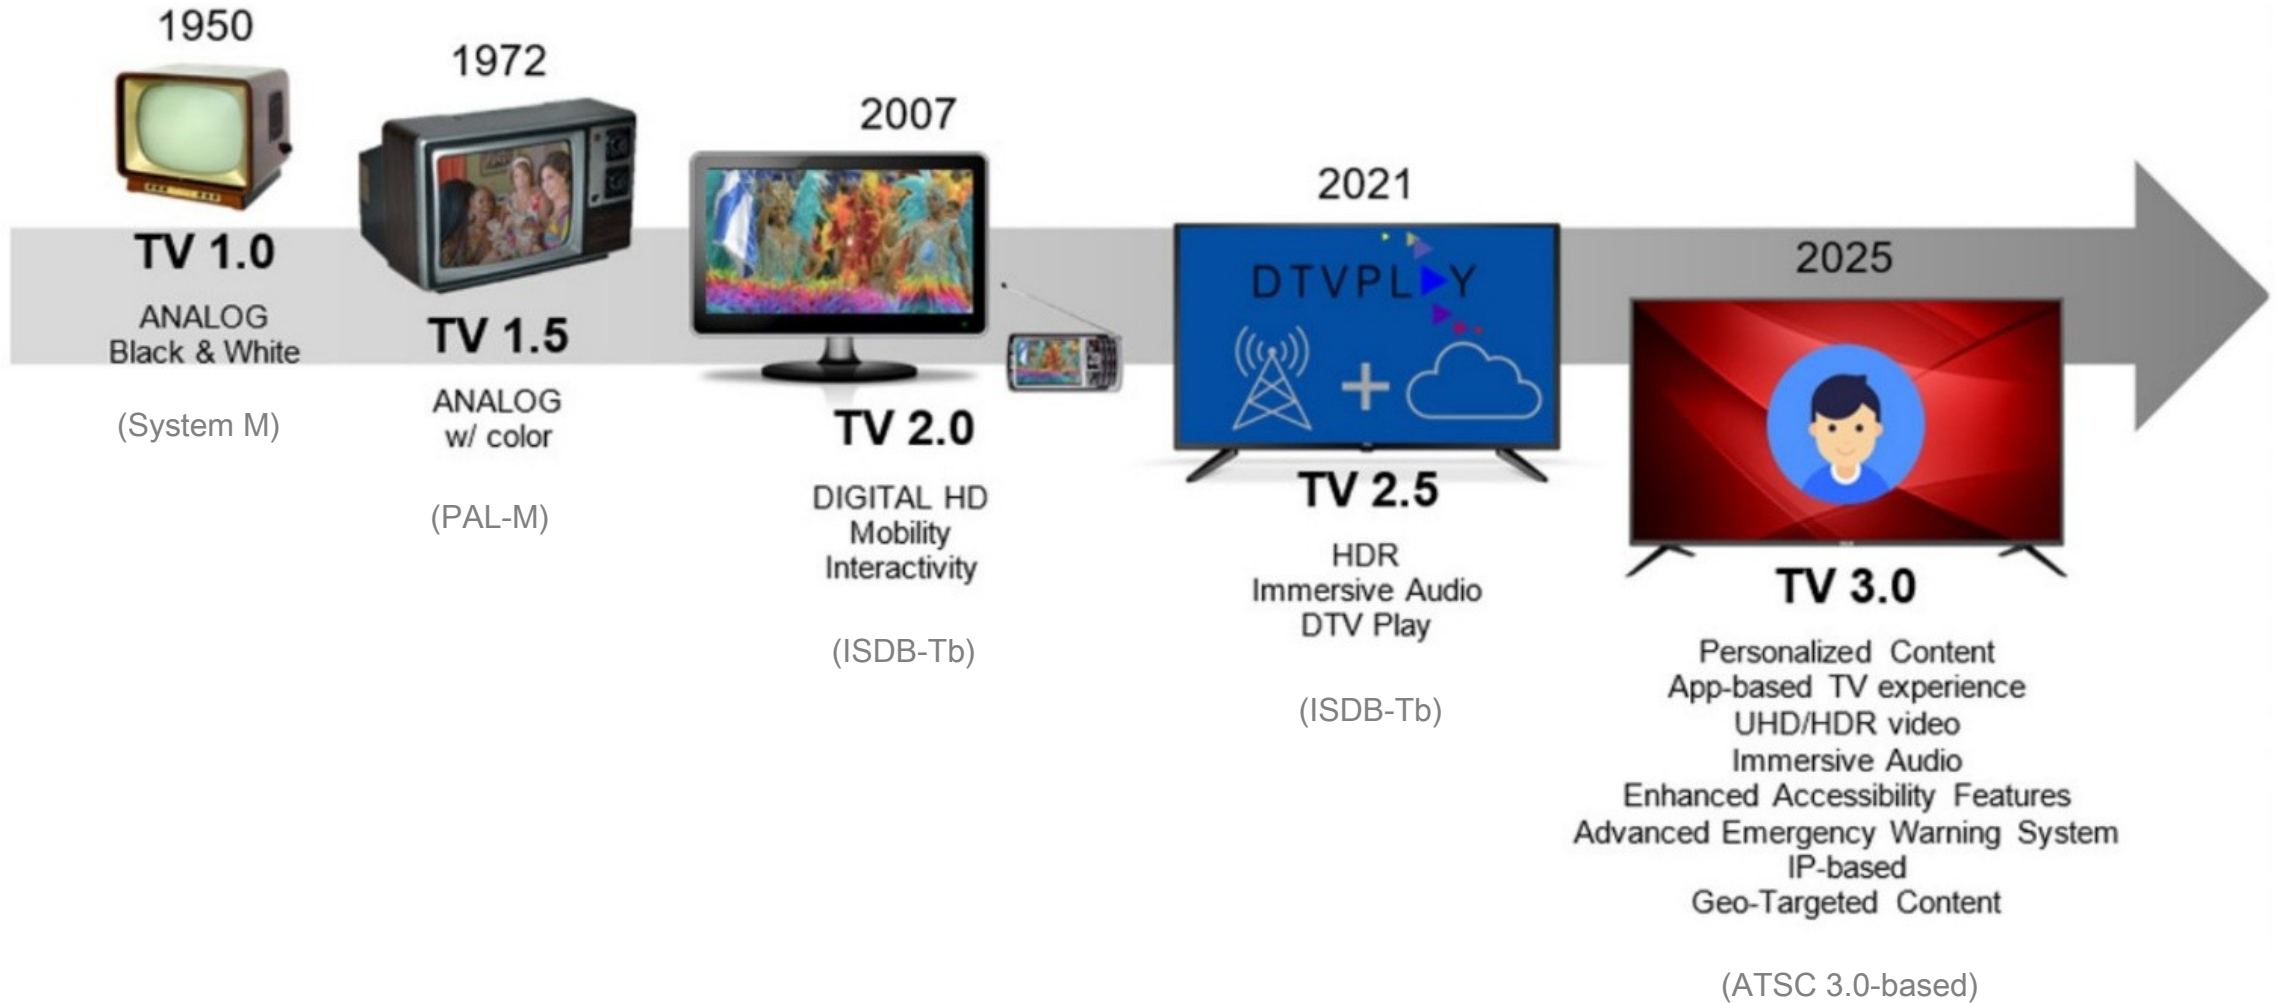 1950
TV 1.0
ANALOG
Black & White
(System M)
1972
TV 1.5
ANALOG
w/ color
(PAL-M)
2007
TV 2.0
DIGITAL HD
Mobility
Interactivity
(ISDB-Tb)
2021
DTVPL▶Y
TV 2.5
HDR
Immersive Audio
DTV Play
(ISDB-Tb)
2025
TV 3.0
Personalized Content
App-based TV experience
UHD/HDR video
Immersive Audio
Enhanced Accessibility Features
Advanced Emergency Warning System
IP-based
Geo-Targeted Content
(ATSC 3.0-based)